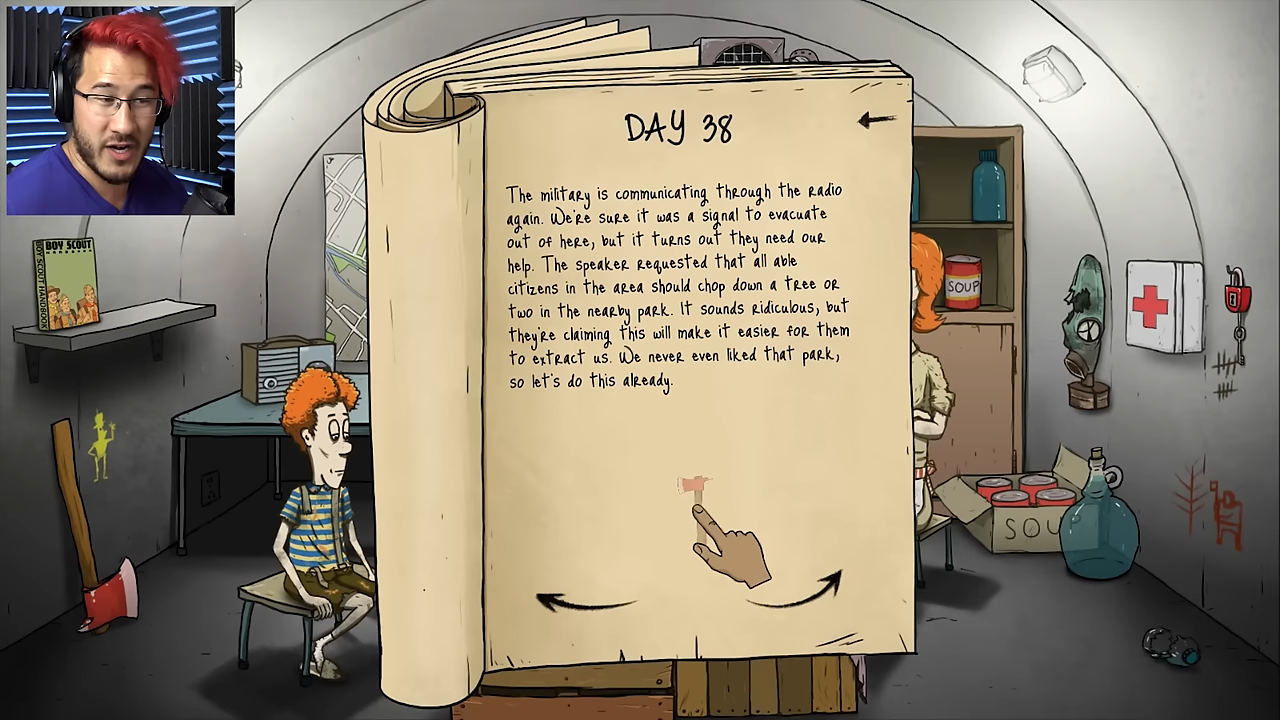 DAY 38
The military is communicating through the radio
again. We're sure it was a signal to evacuate
out of here, but it turns out they need our
help. The speaker requested that all able
citizens in the area should chop down a tree or
two in the nearby park. It sounds ridiculous, but
they're claiming this will make it easier for them
to extract us. We never even liked that park,
so let's do this already.
BOY SCOUT
BOY SCOUT HANDBOOK
SOUP
SOU